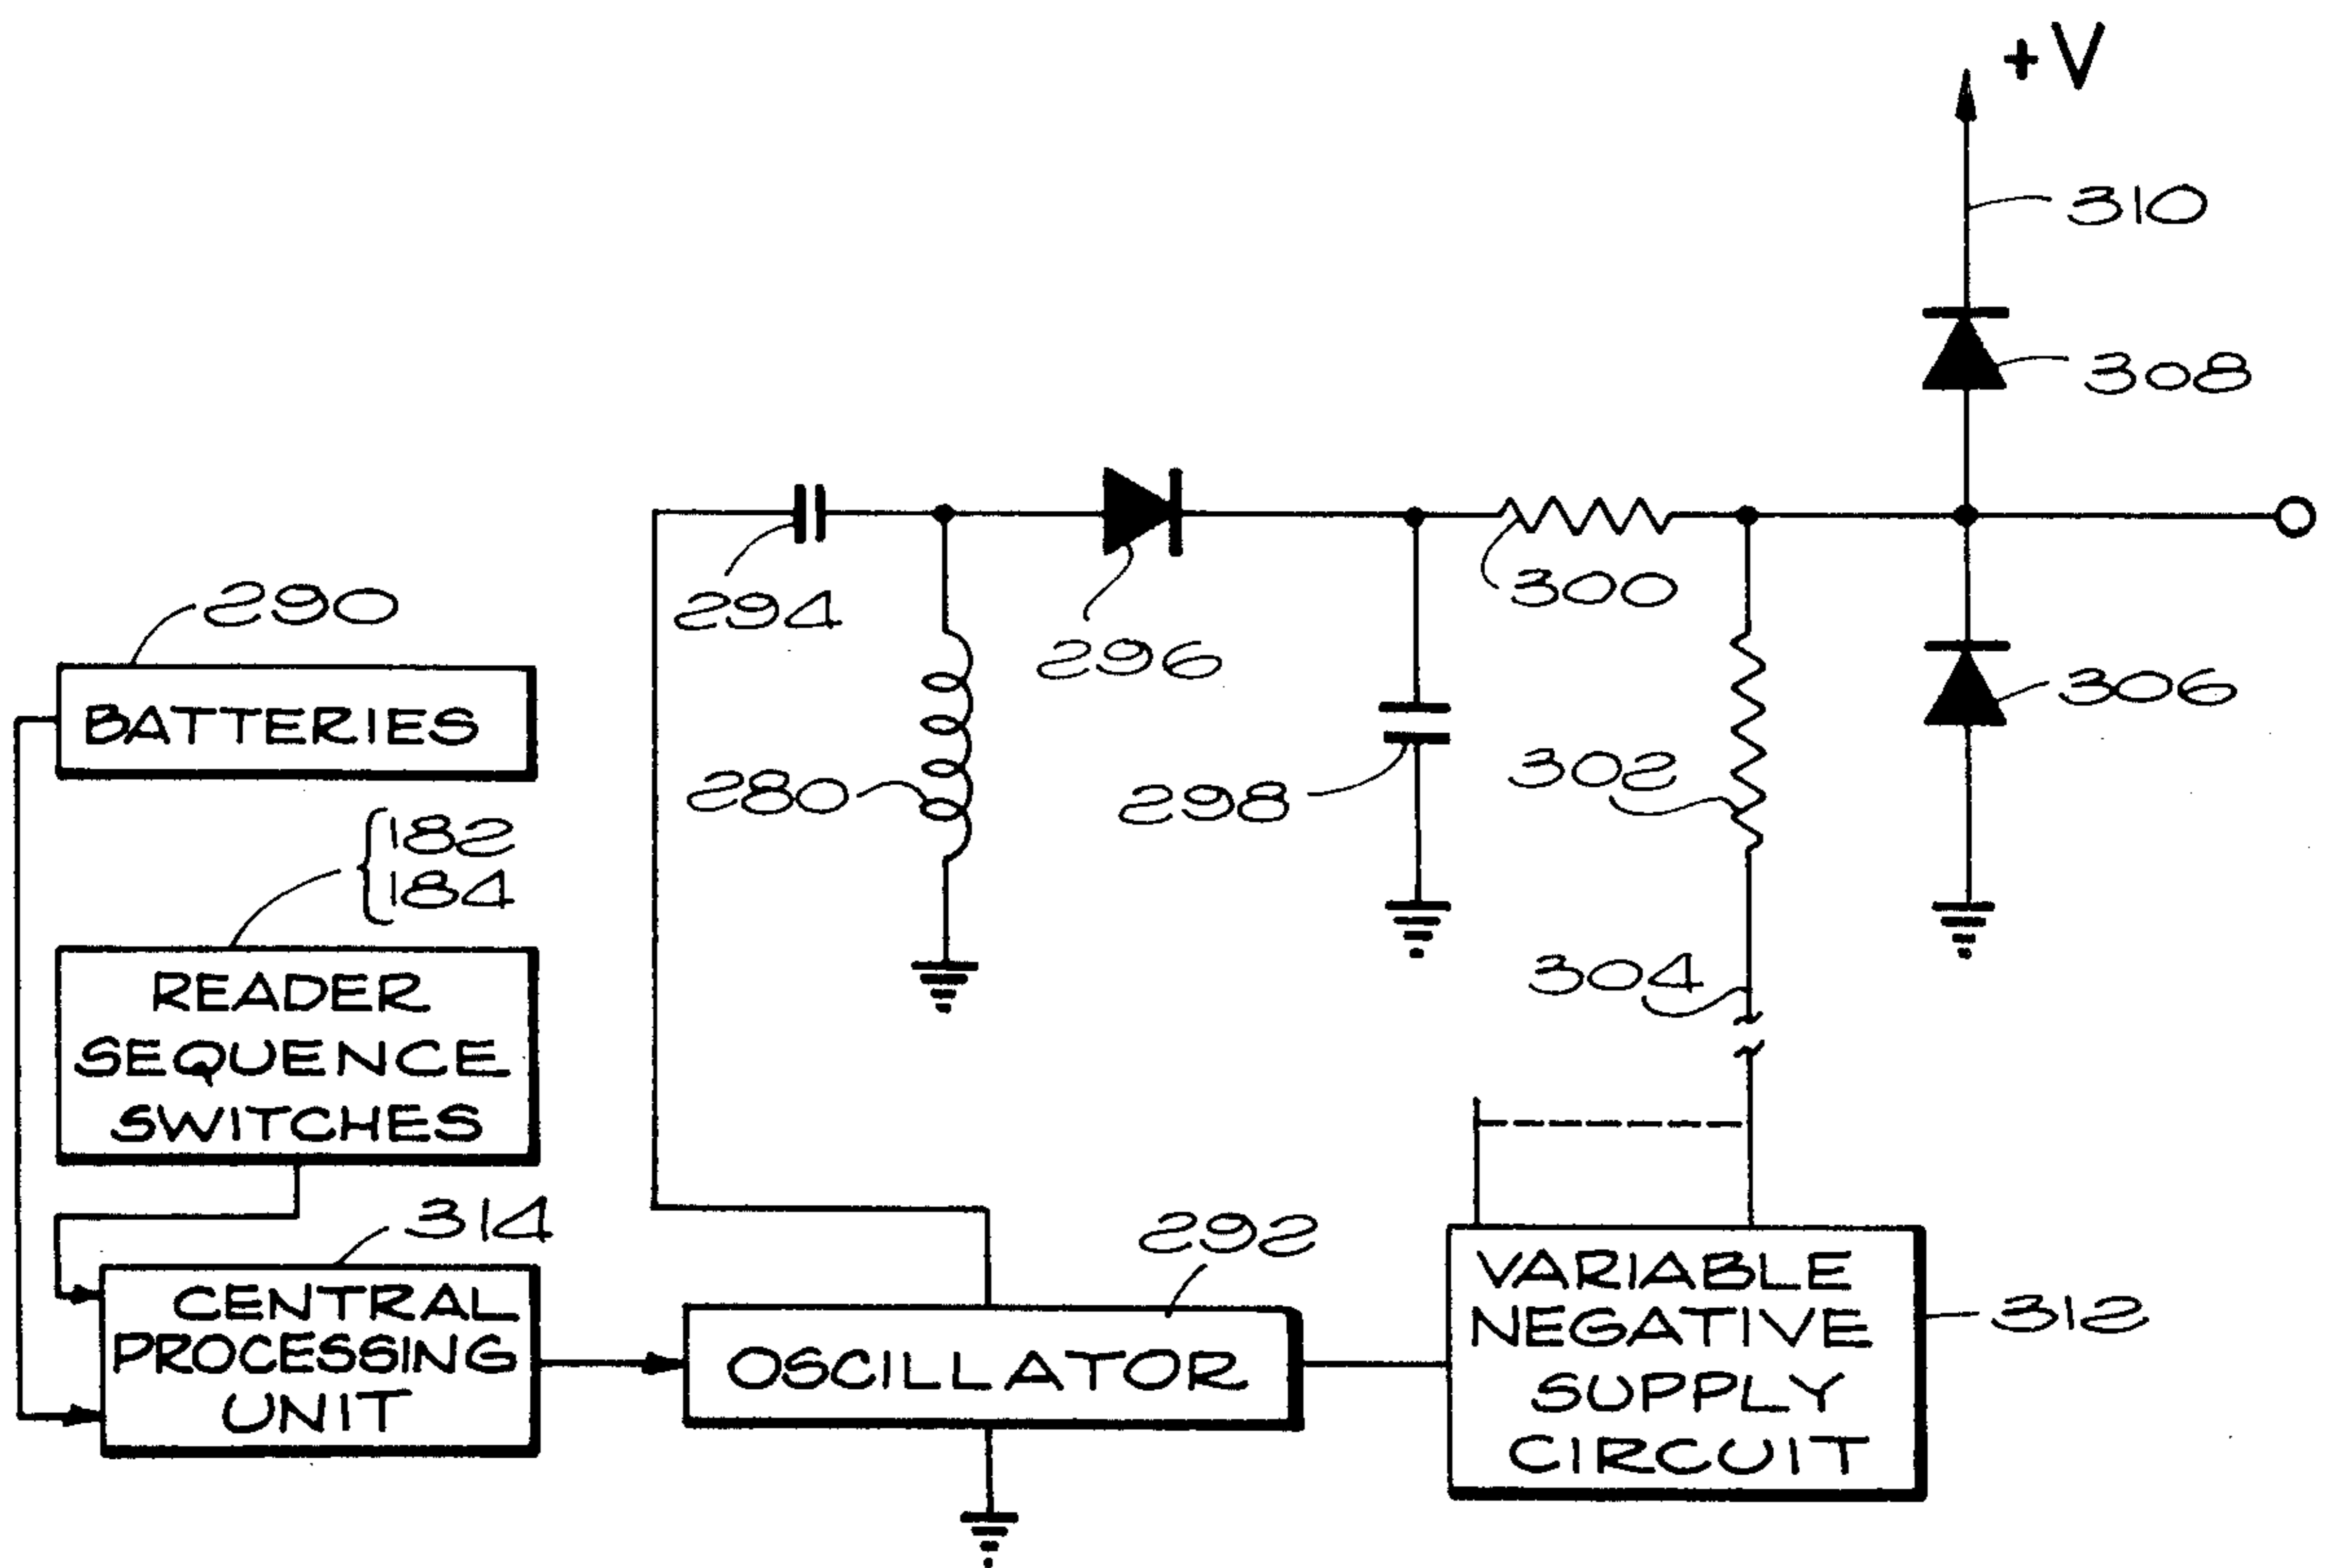 +V
310
308
294
296
300
290
306
BATTERIES
280
298
302
182
184
READER
SEQUENCE
SWITCHES
304
314
292
CENTRAL
PROCESSING
UNIT
OSCILLATOR
VARIABLE
NEGATIVE
SUPPLY
CIRCUIT
312